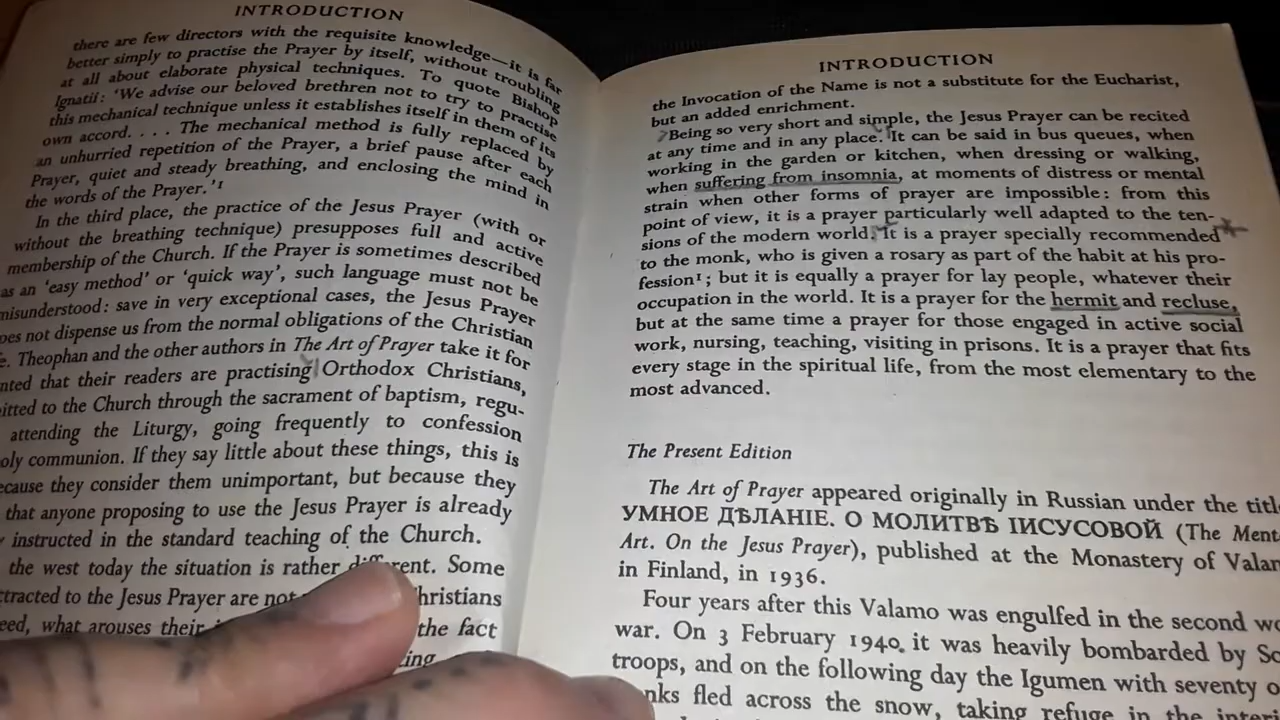 INTRODUCTION
there are few directors with the requisite knowledge—it is far
better simply to practise the Prayer by itself, without troubling
at all about elaborate physical techniques. To quote Bishop
Ignatii: 'We advise our beloved brethren not to try to practise
this mechanical technique unless it establishes itself in them of its
own accord. . . . The mechanical method is fully replaced by
an unhurried repetition of the Prayer, a brief pause after each
Prayer, quiet and steady breathing, and enclosing the mind in
the words of the Prayer.'¹
In the third place, the practice of the Jesus Prayer (with or
without the breathing technique) presupposes full and active
membership of the Church. If the Prayer is sometimes described
as an 'easy method' or 'quick way', such language must not be
misunderstood: save in very exceptional cases, the Jesus Prayer
oes not dispense us from the normal obligations of the Christian
e. Theophan and the other authors in The Art of Prayer take it for
nted that their readers are practising Orthodox Christians,
itted to the Church through the sacrament of baptism, regu-
attending the Liturgy, going frequently to confession
oly communion. If they say little about these things, this is
ecause they consider them unimportant, but because they
that anyone proposing to use the Jesus Prayer is already
instructed in the standard teaching of the Church.
the west today the situation is rather different. Some
ttracted to the Jesus Prayer are not hristians
eed, what arouses their the fact
INTRODUCTION
the Invocation of the Name is not a substitute for the Eucharist,
but an added enrichment.
Being so very short and simple, the Jesus Prayer can be recited
at any time and in any place. It can be said in bus queues, when
working in the garden or kitchen, when dressing or walking,
when suffering from insomnia, at moments of distress or mental
strain when other forms of prayer are impossible: from this
point of view, it is a prayer particularly well adapted to the ten-
sions of the modern world. It is a prayer specially recommended
to the monk, who is given a rosary as part of the habit at his pro-
fession¹; but it is equally a prayer for lay people, whatever their
occupation in the world. It is a prayer for the hermit and recluse,
but at the same time a prayer for those engaged in active social
work, nursing, teaching, visiting in prisons. It is a prayer that fits
every stage in the spiritual life, from the most elementary to the
most advanced.
The Present Edition
The Art of Prayer appeared originally in Russian under the titl
УМНОЕ ДѢЛАНІЕ. О МОЛИТВѢ ІИСУСОВОЙ (The Ment
Art. On the Jesus Prayer), published at the Monastery of Valam
in Finland, in 1936.
Four years after this Valamo was engulfed in the second wo
war. On 3 February 1940 it was heavily bombarded by So
troops, and on the following day the Igumen with seventy o
nks fled across the snow, taking refuge in the interi